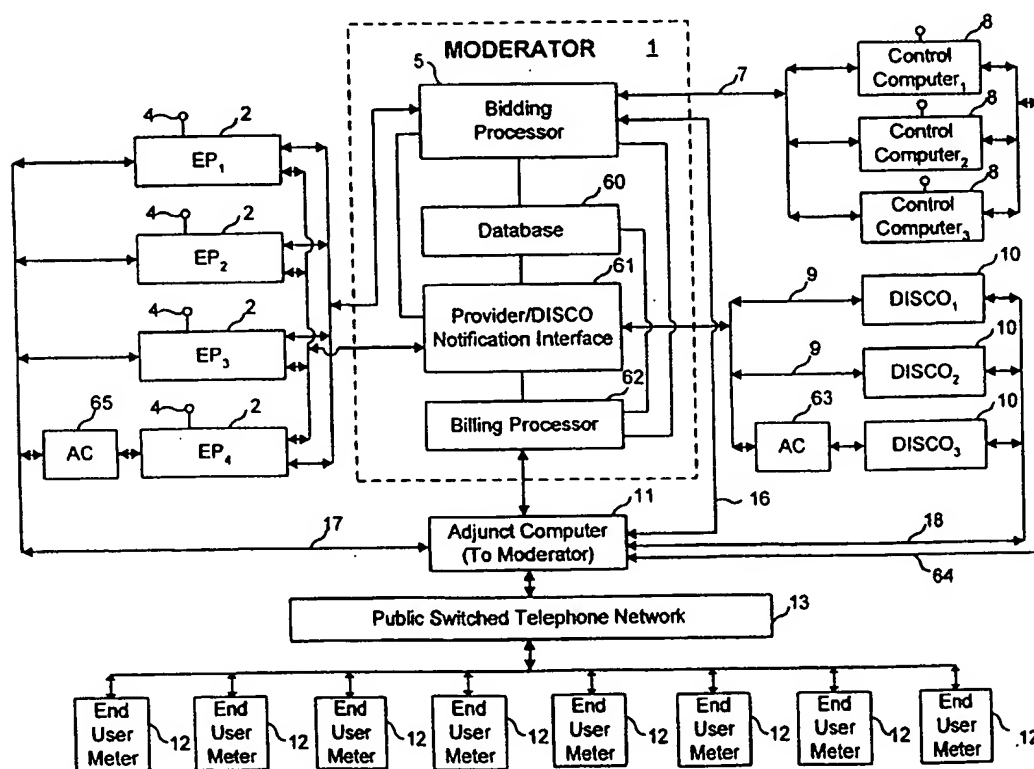 MODERATOR 1
5
Bidding
Processor
60
Database
61
Provider/DISCO
Notification Interface
62
Billing Processor
4
2
EP1
4
2
EP2
4
2
EP3
65
AC
4
2
EP4
7
8
Control
Computer1
8
Control
Computer2
8
Control
Computer3
9
10
DISCO1
9
10
DISCO2
63
AC
10
DISCO3
16
17
11
Adjunct Computer
(To Moderator)
18
64
Public Switched Telephone Network
13
End
User
Meter
12
End
User
Meter
12
End
User
Meter
12
End
User
Meter
12
End
User
Meter
12
End
User
Meter
12
End
User
Meter
12
End
User
Meter
12